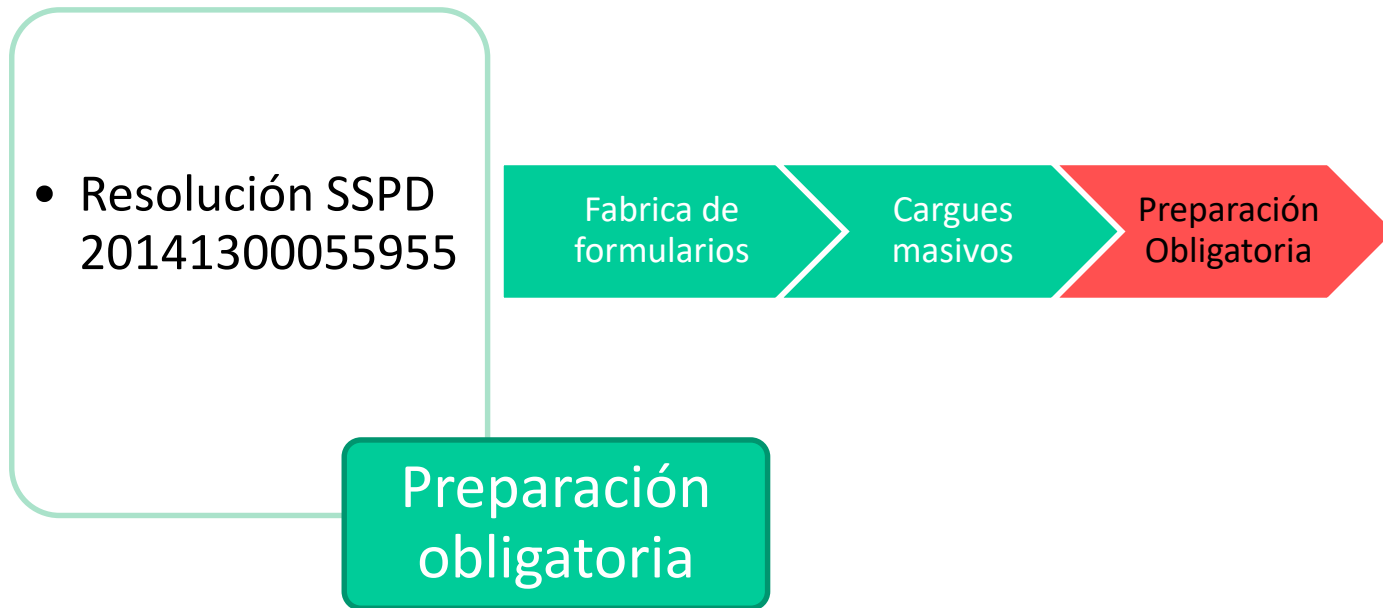 • Resolución SSPD
20141300055955
Fabrica de
formularios
Cargues
masivos
Preparación
Obligatoria
Preparación
obligatoria